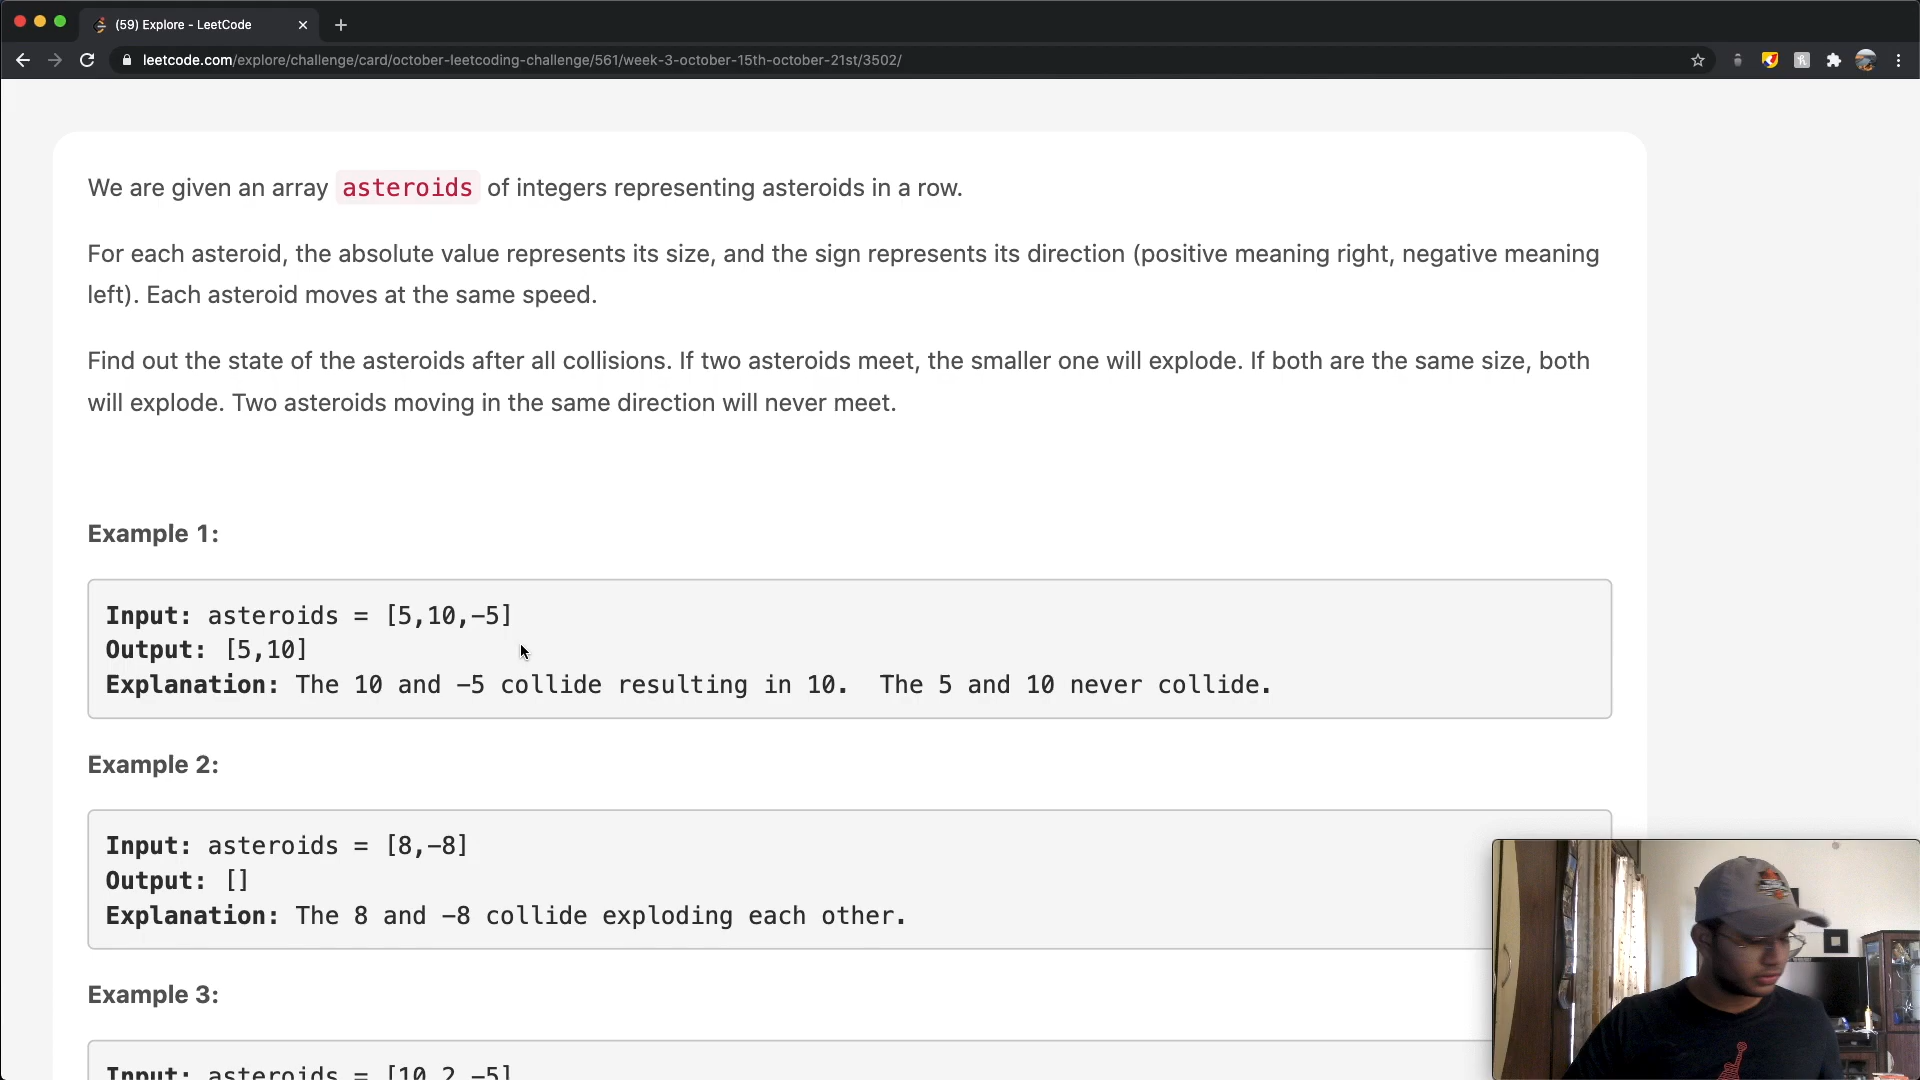 (59) Explore - LeetCode
leetcode.com/explore/challenge/card/october-leetcoding-challenge/561/week-3-october-15th-october-21st/3502/
We are given an array asteroids of integers representing asteroids in a row.
For each asteroid, the absolute value represents its size, and the sign represents its direction (positive meaning right, negative meaning
left). Each asteroid moves at the same speed.
Find out the state of the asteroids after all collisions. If two asteroids meet, the smaller one will explode. If both are the same size, both
will explode. Two asteroids moving in the same direction will never meet.
Example 1:
Input: asteroids = [5,10,-5]
Output: [5,10]
Explanation: The 10 and -5 collide resulting in 10.  The 5 and 10 never collide.
Example 2:
Input: asteroids = [8,-8]
Output: []
Explanation: The 8 and -8 collide exploding each other.
Example 3:
Input: asteroids = [10,2,-5]